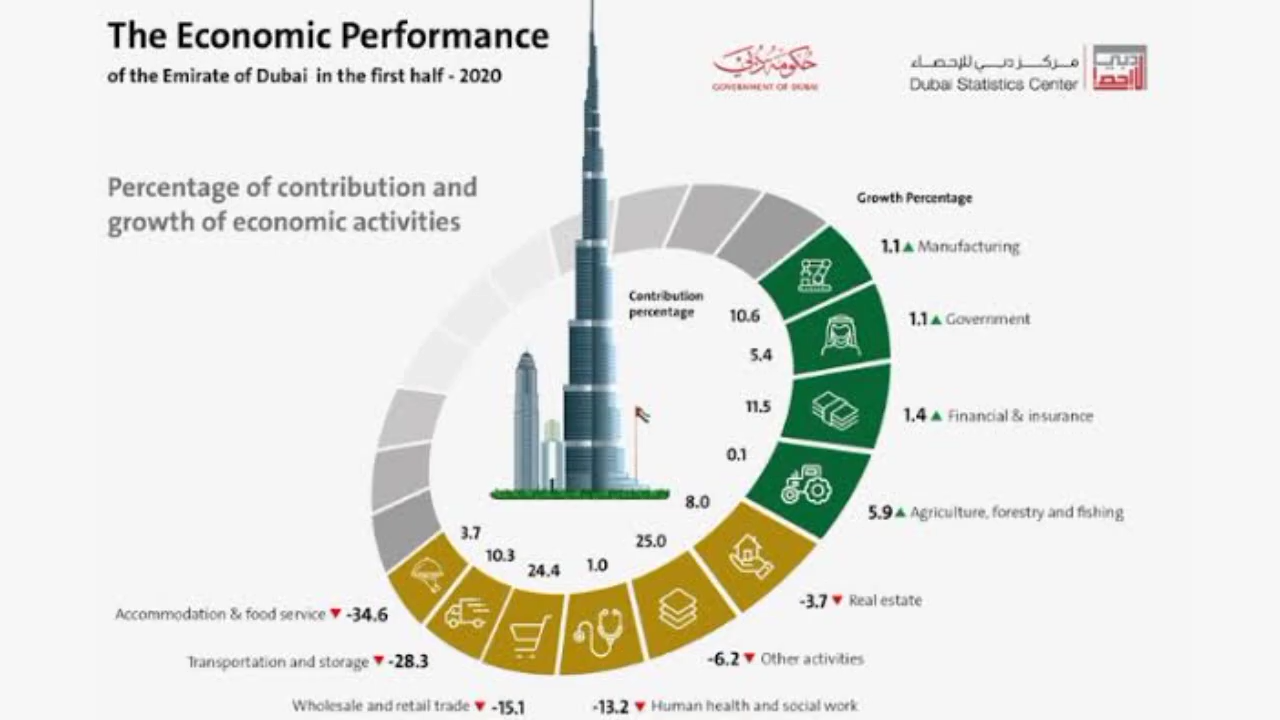 The Economic Performance
of the Emirate of Dubai in the first half - 2020
حكومة دبي
GOVERNMENT OF DUBAI
مركز دبي للإحصاء
Dubai Statistics Center
دبي
Percentage of contribution and
growth of economic activities
Growth Percentage
1.1 ▲ Manufacturing
Contribution
percentage
10.6
1.1 ▲ Government
5.4
11.5
1.4 ▲ Financial & insurance
0.1
8.0
5.9 ▲ Agriculture, forestry and fishing
3.7
10.3
24.4
1.0
25.0
-3.7 ▼ Real estate
Accommodation & food service ▼ -34.6
Transportation and storage ▼ -28.3
-6.2 ▼ Other activities
Wholesale and retail trade ▼ -15.1
-13.2 ▼ Human health and social work